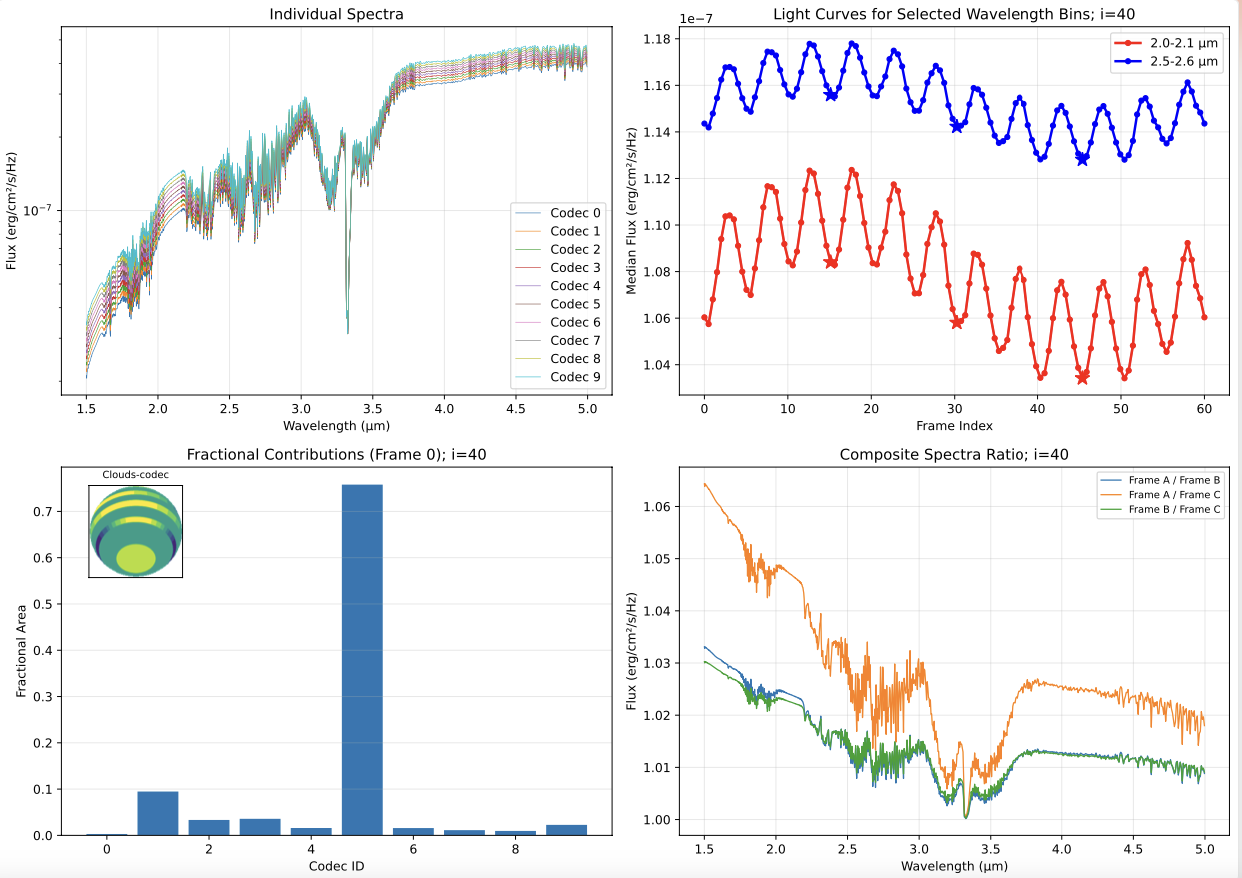 Individual Spectra
Flux (erg/cm²/s/Hz)
10⁻⁷
Codec 0
Codec 1
Codec 2
Codec 3
Codec 4
Codec 5
Codec 6
Codec 7
Codec 8
Codec 9
1.5 2.0 2.5 3.0 3.5 4.0 4.5 5.0
Wavelength (μm)
1e−7
Light Curves for Selected Wavelength Bins; i=40
Median Flux (erg/cm²/s/Hz)
1.18
1.16
1.14
1.12
1.10
1.08
1.06
1.04
2.0-2.1 μm
2.5-2.6 μm
0 10 20 30 40 50 60
Frame Index
Fractional Contributions (Frame 0); i=40
Clouds-codec
Fractional Area
0.7
0.6
0.5
0.4
0.3
0.2
0.1
0.0
0 2 4 6 8
Codec ID
Composite Spectra Ratio; i=40
Flux (erg/cm²/s/Hz)
1.06
1.05
1.04
1.03
1.02
1.01
1.00
Frame A / Frame B
Frame A / Frame C
Frame B / Frame C
1.5 2.0 2.5 3.0 3.5 4.0 4.5 5.0
Wavelength (μm)